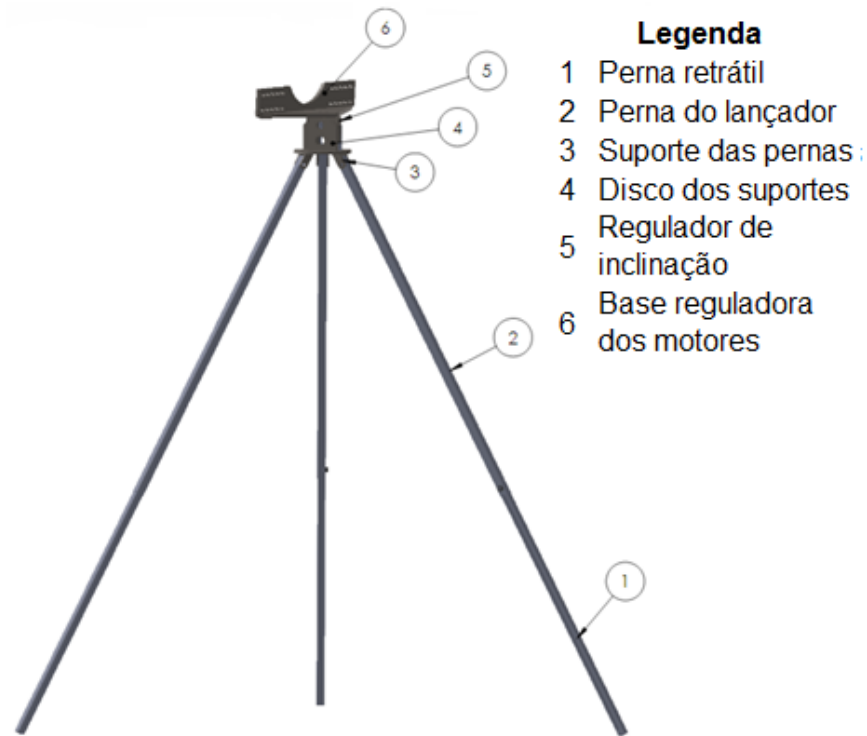 6
Legenda
5
1 Perna retrátil
4
2 Perna do lançador
3
3 Suporte das pernas
4 Disco dos suportes
5 Regulador de
inclinação
6 Base reguladora
dos motores
2
1